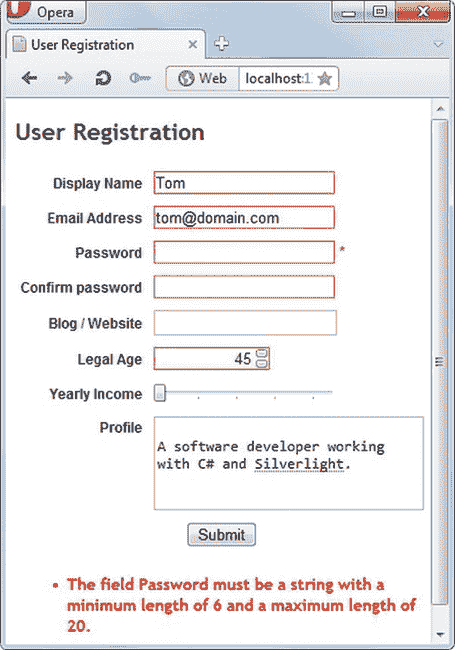 Opera
User Registration
Web localhost:1
User Registration
Display Name Tom
Email Address tom@domain.com
Password *
Confirm password
Blog / Website
Legal Age 45
Yearly Income
Profile
A software developer working
with C# and Silverlight.
Submit
• The field Password must be a string with a
minimum length of 6 and a maximum length of
20.